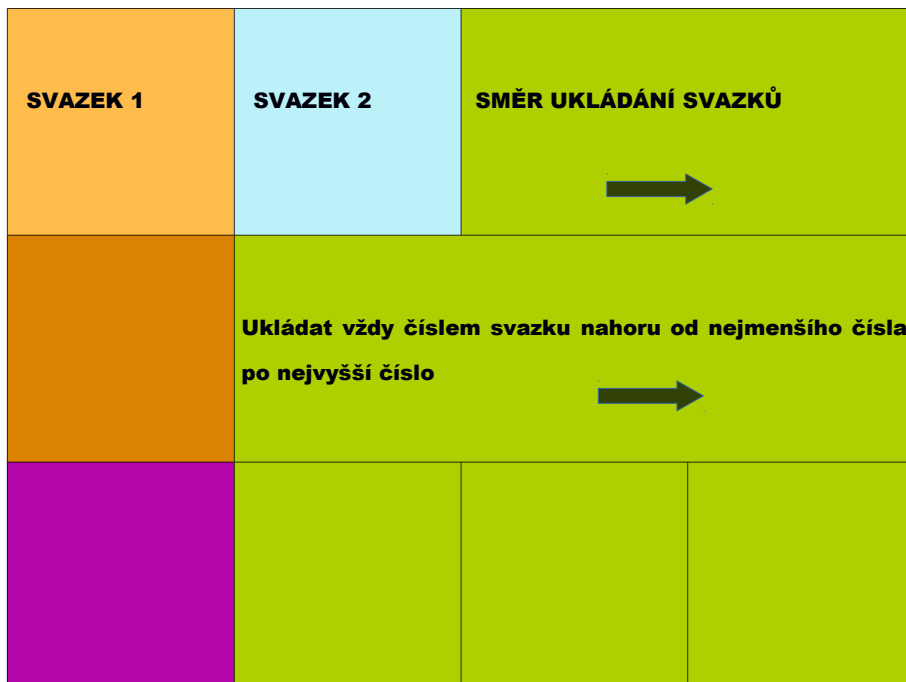 SVAZEK 1
SVAZEK 2
SMĚR UKLÁDÁNÍ SVAZKŮ
Ukládat vždy číslem svazku nahoru od nejmenšího čísla
po nejvyšší číslo